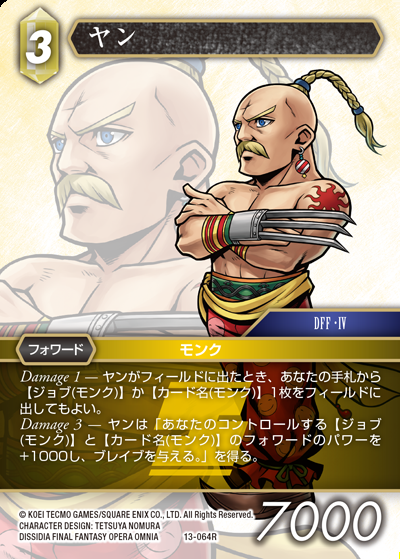 3
ヤン
DFF・IV
フォワード
モンク
Damage 1 — ヤンがフィールドに出たとき、あなたの手札から
【ジョブ(モンク)】か【カード名(モンク)】1枚をフィールドに
出してもよい。
Damage 3 — ヤンは「あなたのコントロールする【ジョブ
(モンク)】と【カード名(モンク)】のフォワードのパワーを
+1000し、ブレイブを与える。」を得る。
© KOEI TECMO GAMES/SQUARE ENIX CO., LTD. All Rights Reserved.
CHARACTER DESIGN: TETSUYA NOMURA
DISSIDIA FINAL FANTASY OPERA OMNIA 13-064R
7000